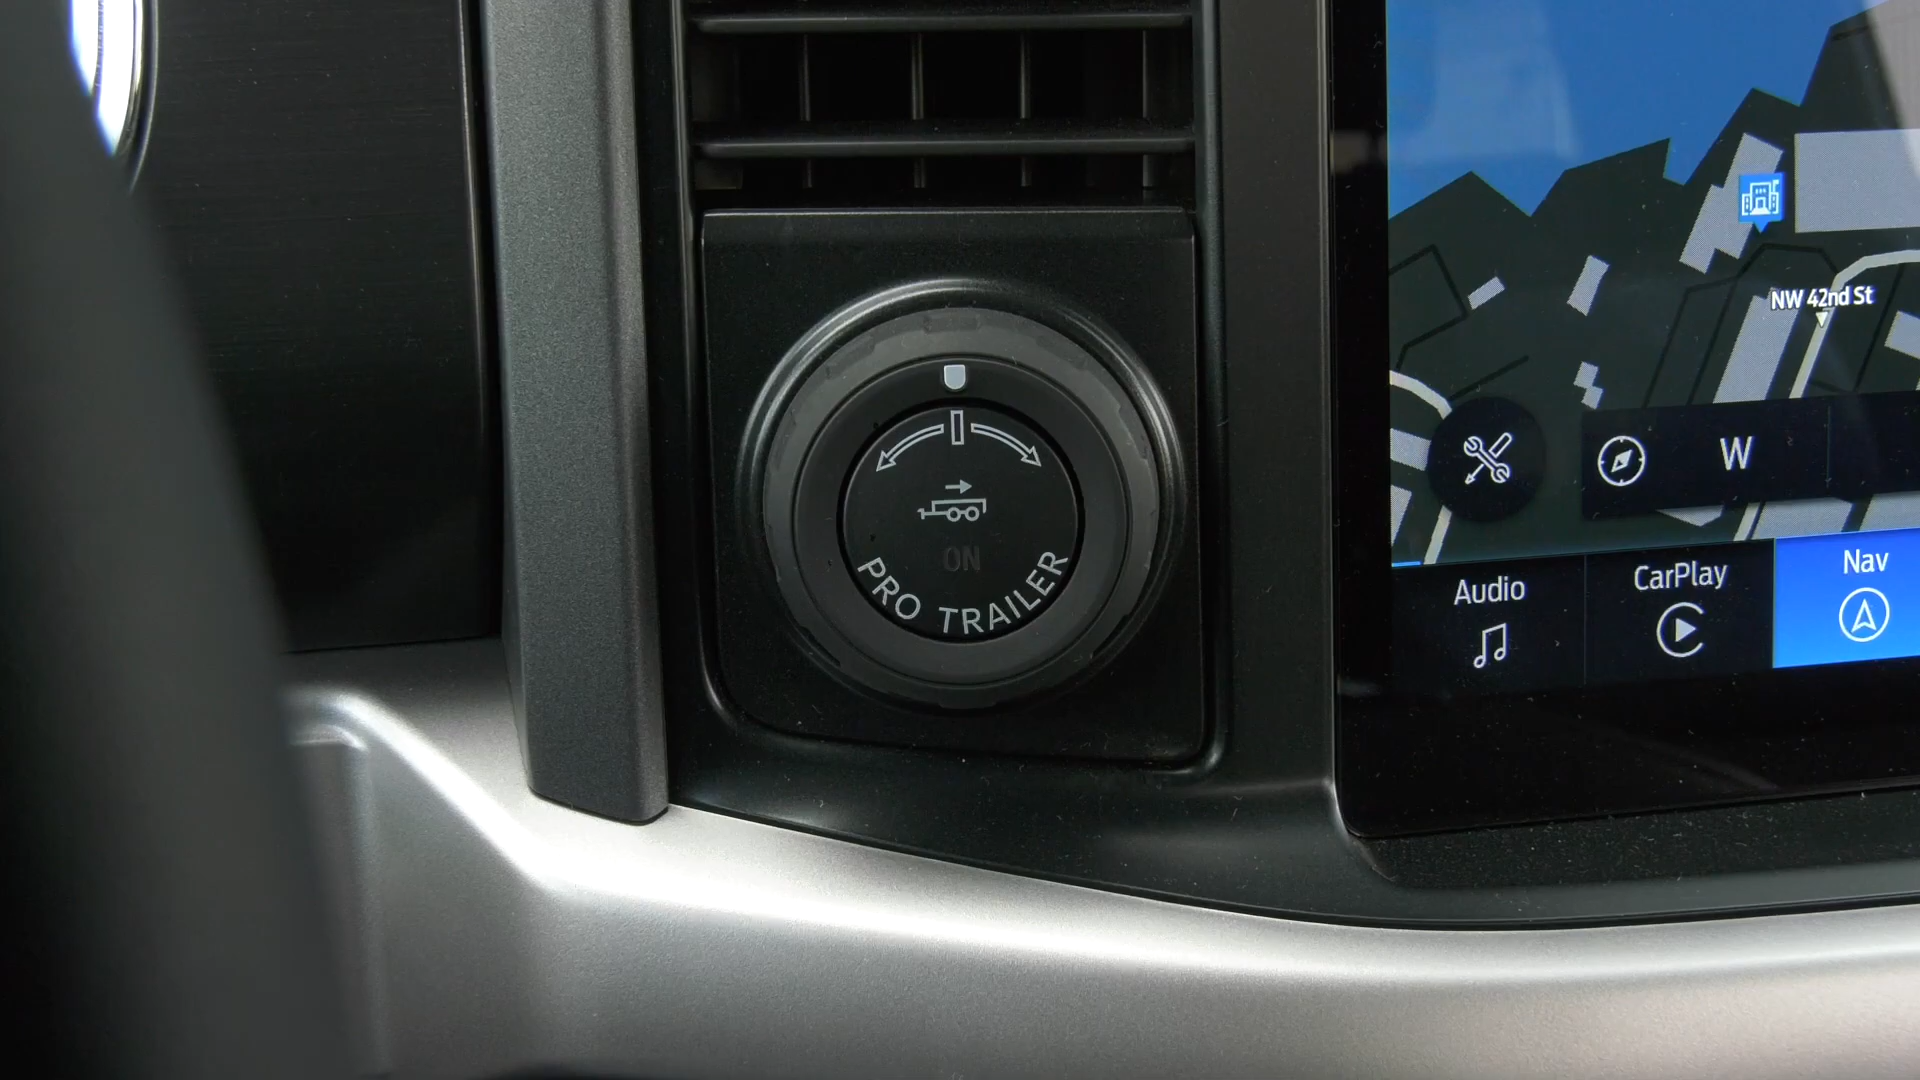 NW 42nd St
W
Audio
CarPlay
Nav
ON
PRO TRAILER